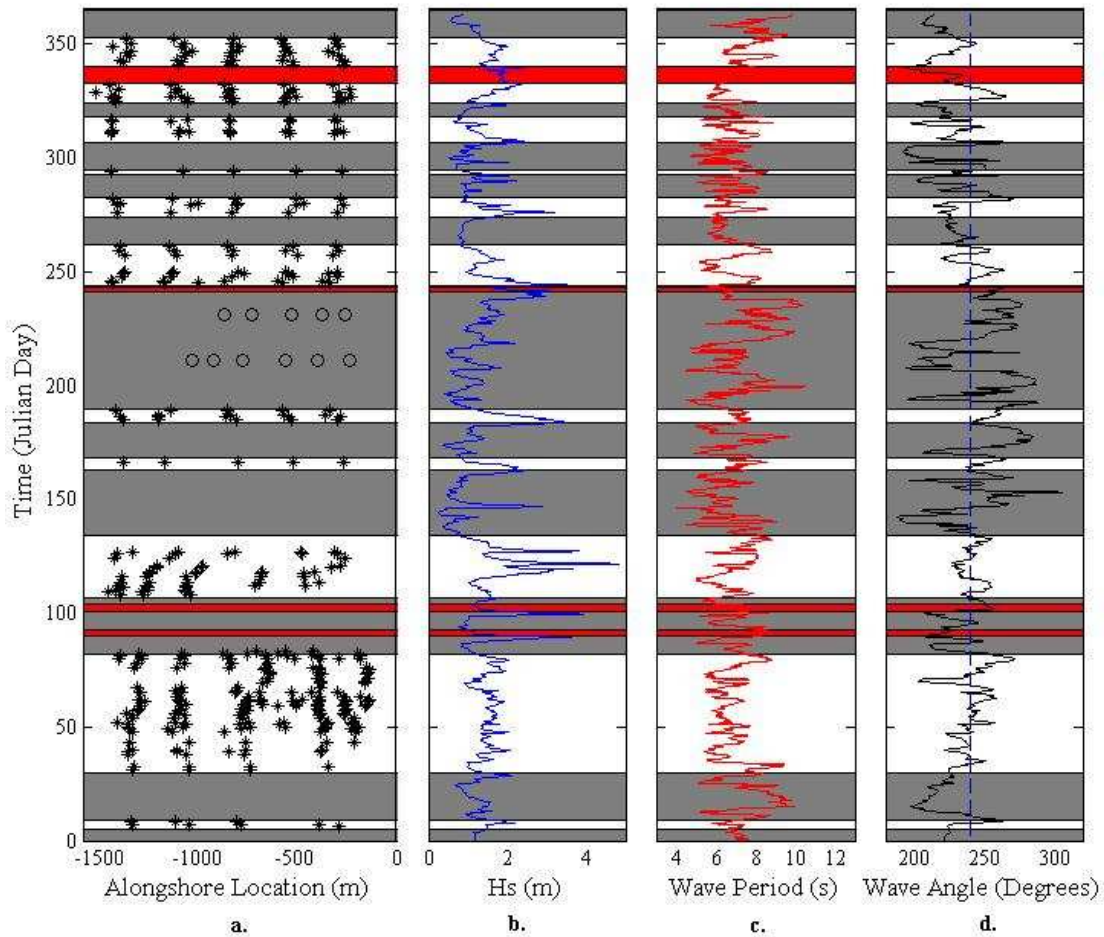 Time (Julian Day)
350
300
250
200
150
100
50
0
-1500 -1000 -500 0
0 2 4
4 6 8 10 12
200 250 300
Alongshore Location (m)
Hs (m)
Wave Period (s)
Wave Angle (Degrees)
a.
b.
c.
d.